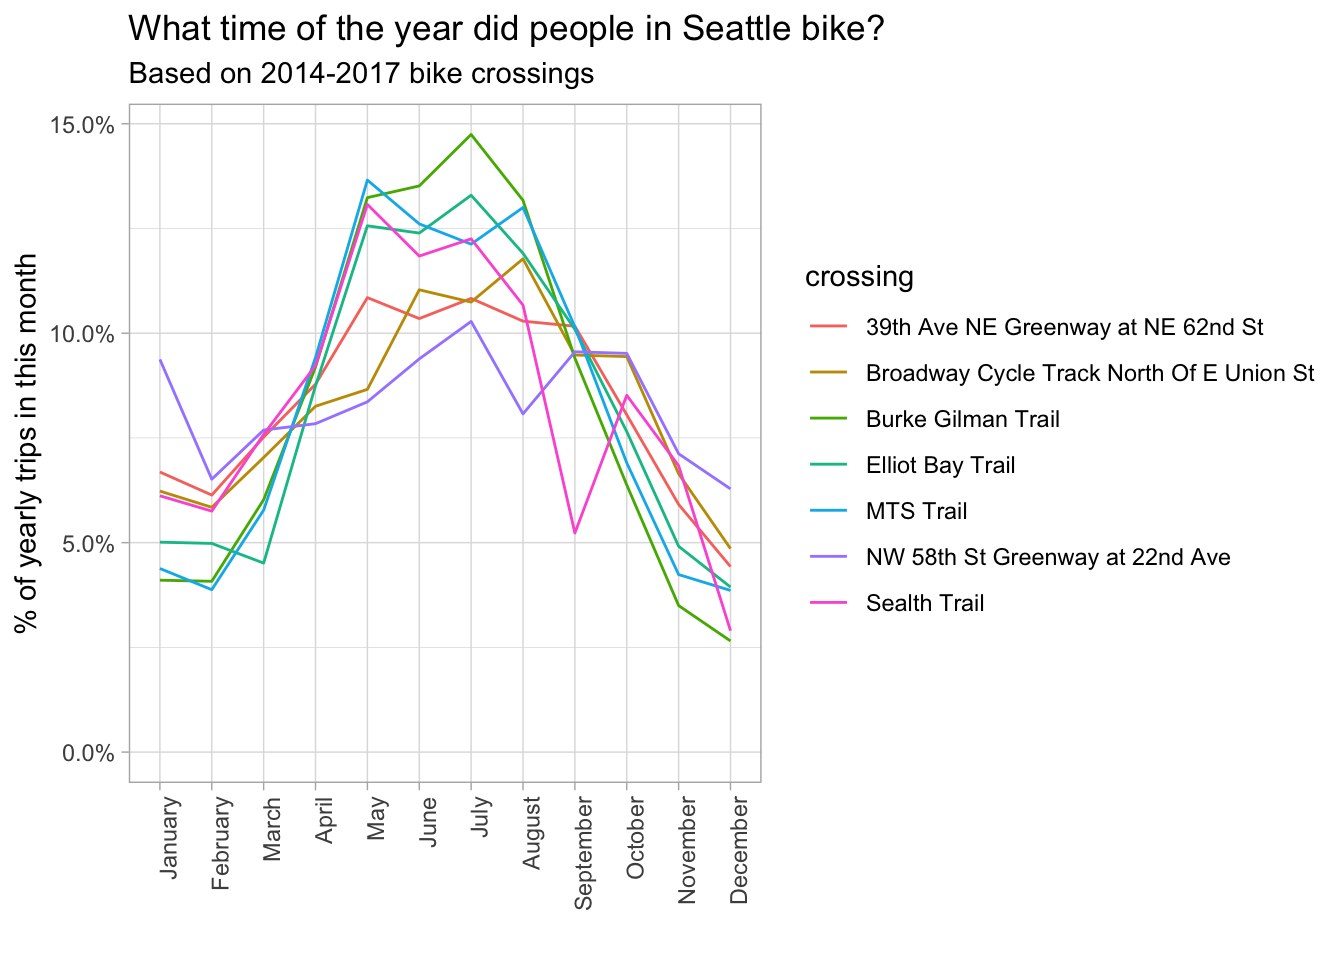 What time of the year did people in Seattle bike?
Based on 2014-2017 bike crossings
% of yearly trips in this month
15.0%
10.0%
5.0%
0.0%
January
February
March
April
May
June
July
August
September
October
November
December
crossing
39th Ave NE Greenway at NE 62nd St
Broadway Cycle Track North Of E Union St
Burke Gilman Trail
Elliot Bay Trail
MTS Trail
NW 58th St Greenway at 22nd Ave
Sealth Trail